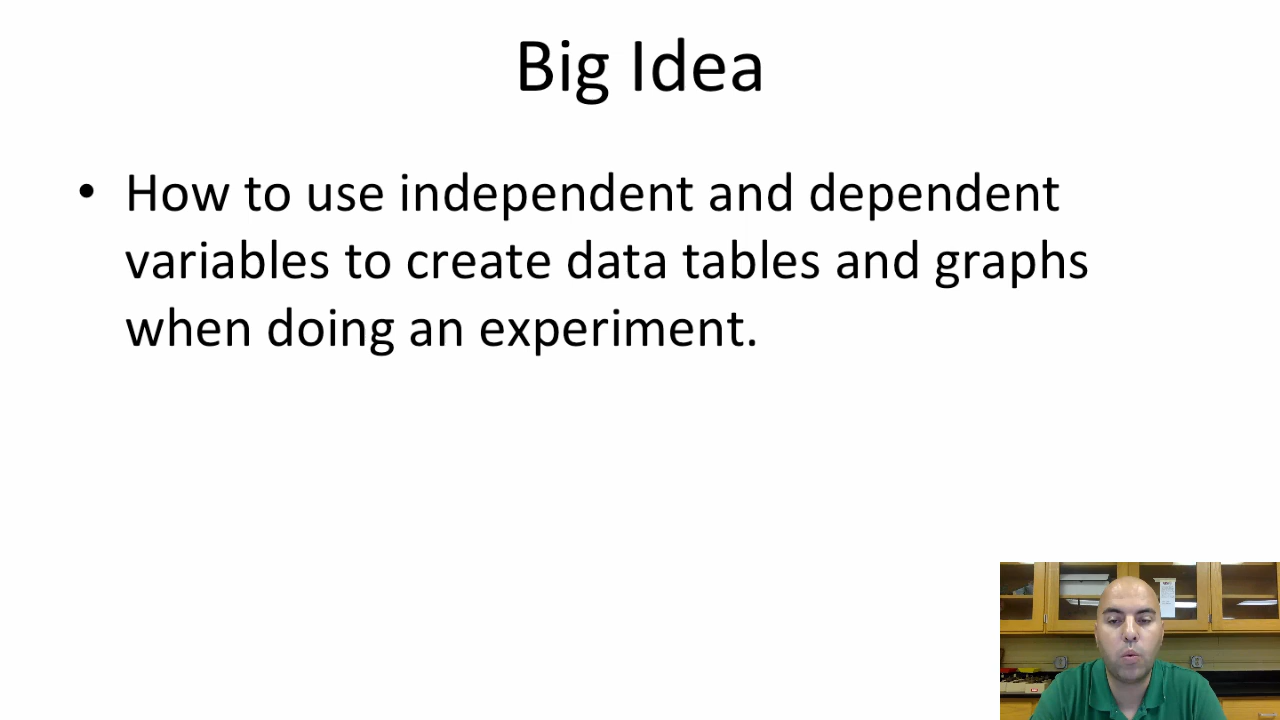 Big Idea
• How to use independent and dependent
variables to create data tables and graphs
when doing an experiment.